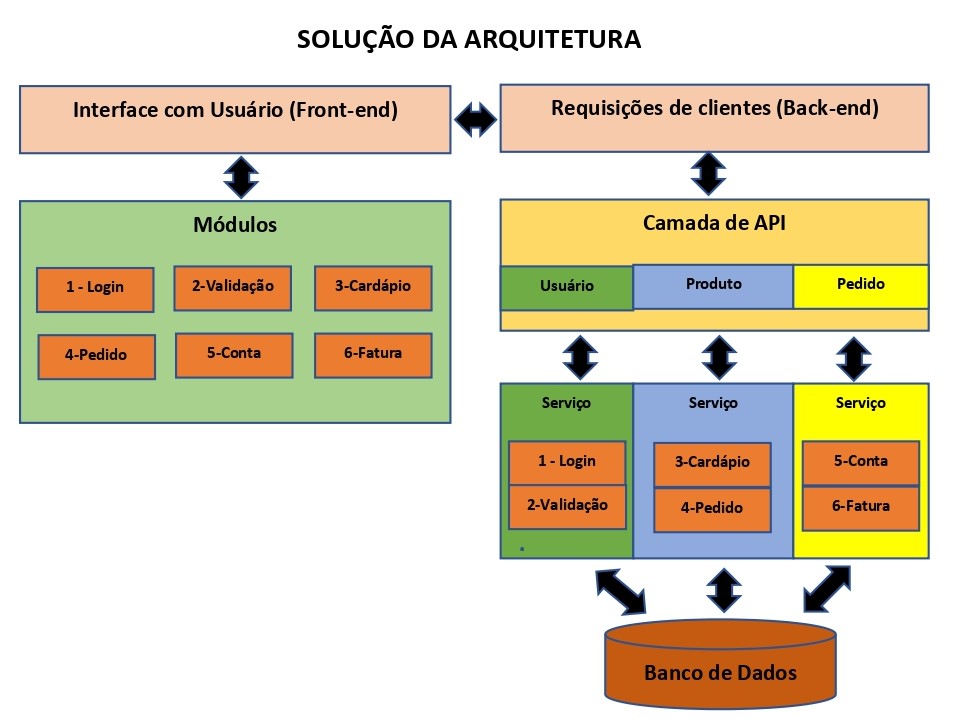 SOLUÇÃO DA ARQUITETURA
Interface com Usuário (Front-end)
Requisições de clientes (Back-end)
Módulos
1 - Login
2-Validação
3-Cardápio
4-Pedido
5-Conta
6-Fatura
Camada de API
Usuário
Produto
Pedido
Serviço
1 - Login
2-Validação
.
Serviço
3-Cardápio
4-Pedido
Serviço
5-Conta
6-Fatura
Banco de Dados